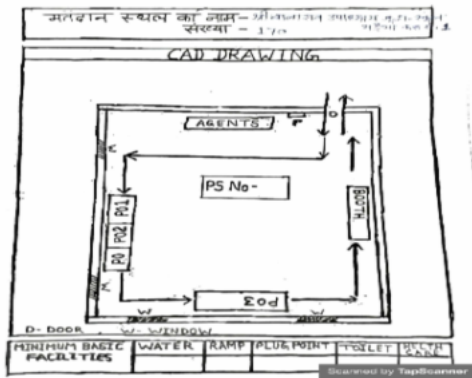 मतदान स्थल का नाम-
संख्या - 170
CAD DRAWING
AGENTS
F
D
W
PS No-
PO1
PO2
PO
BOOTH
W
W
PO3
W
D- DOOR, W- WINDOW
MINIMUM BASIC FACILITIES
WATER
RAMP
PLUG POINT
TOILET
HELTH CARE
Scanned by TapScanner